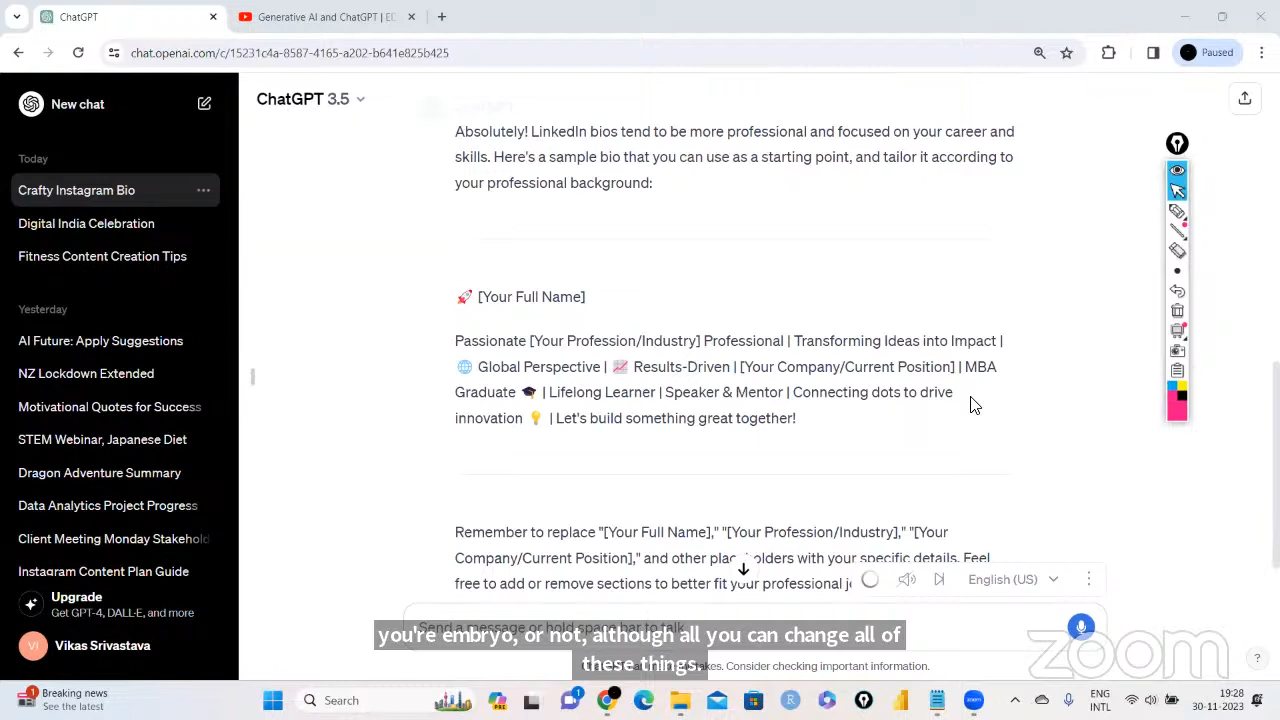 ChatGPT
Generative AI and ChatGPT | ED
chat.openai.com/c/15231c4a-8587-4165-a202-b641e825b425
Paused
New chat
ChatGPT 3.5
Today
Crafty Instagram Bio
Digital India Celebration
Fitness Content Creation Tips
Yesterday
AI Future: Apply Suggestions
NZ Lockdown Extended
Motivational Quotes for Success
STEM Webinar, Japanese Diet
Dragon Adventure Summary
Data Analytics Project Progress
Client Meeting Monday Stakehold
Instagram Content Plan Guide
Upgrade
Get GPT-4, DALL·E, and more
VI
Vikas Srivastava
Absolutely! LinkedIn bios tend to be more professional and focused on your career and
skills. Here's a sample bio that you can use as a starting point, and tailor it according to
your professional background:
🚀 [Your Full Name]
Passionate [Your Profession/Industry] Professional | Transforming Ideas into Impact |
🌐 Global Perspective | 📈 Results-Driven | [Your Company/Current Position] | MBA
Graduate 🎓 | Lifelong Learner | Speaker & Mentor | Connecting dots to drive
innovation 💡 | Let's build something great together!
Remember to replace "[Your Full Name]," "[Your Profession/Industry]," "[Your
Company/Current Position]," and other placeholders with your specific details. Feel
free to add or remove sections to better fit your professional
English (US)
Send a message or hold space bar to talk
you're embryo, or not, although all you can change all of
these things.
Consider checking important information.
zoom
?
1
Breaking news
See the latest
Search
1
ENG
INTL
19:28
30-11-2023